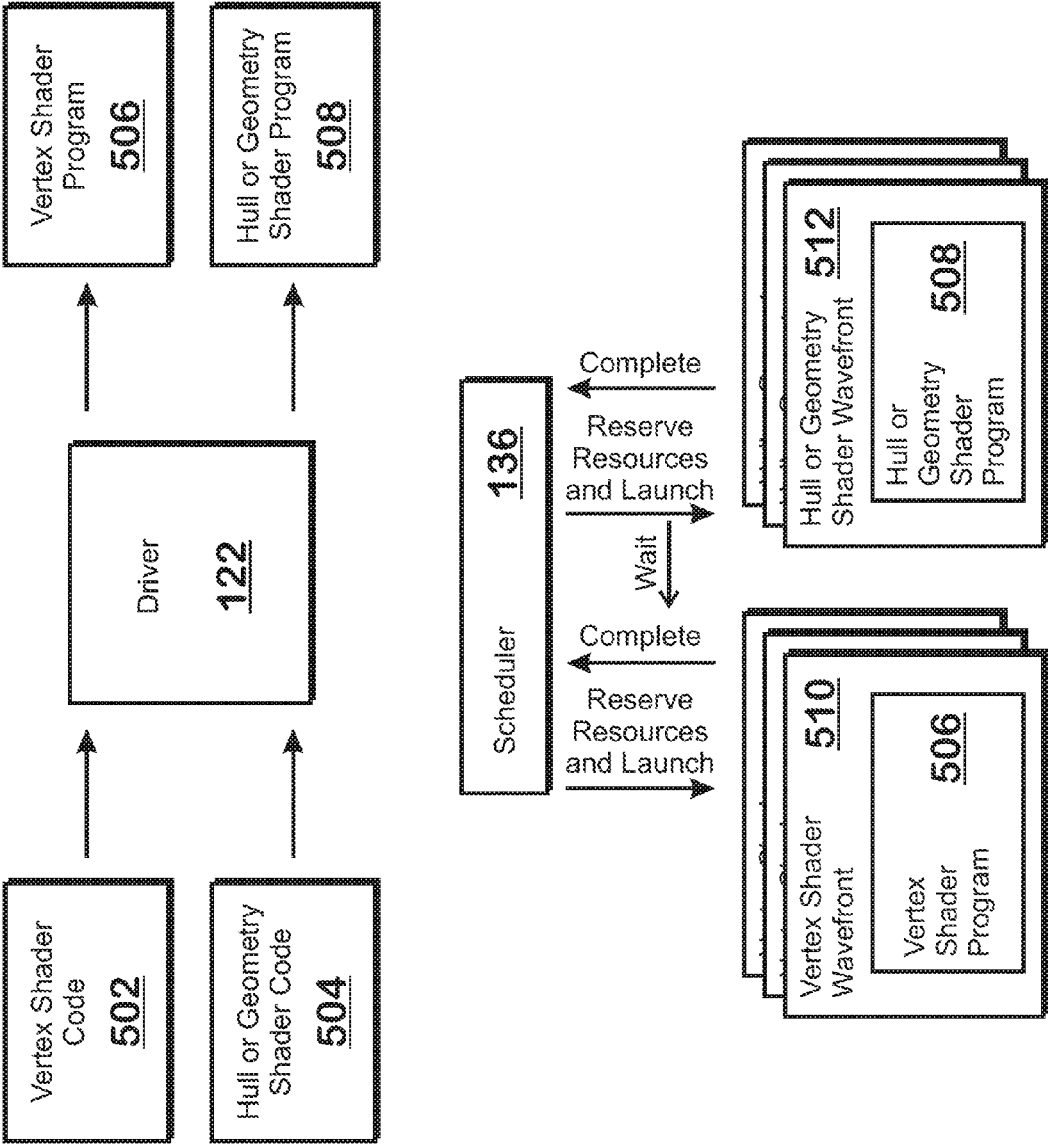 Vertex Shader
Code
502
Hull or Geometry
Shader Code
504
Driver
122
Vertex Shader
Program
506
Hull or Geometry
Shader Program
508
Scheduler
136
Reserve
Resources
and Launch
Complete
Wait
Reserve
Resources
and Launch
Complete
Vertex Shader
Wavefront
510
Vertex
Shader
Program
506
Hull or Geometry
Shader Wavefront
512
Hull or
Geometry
Shader
Program
508